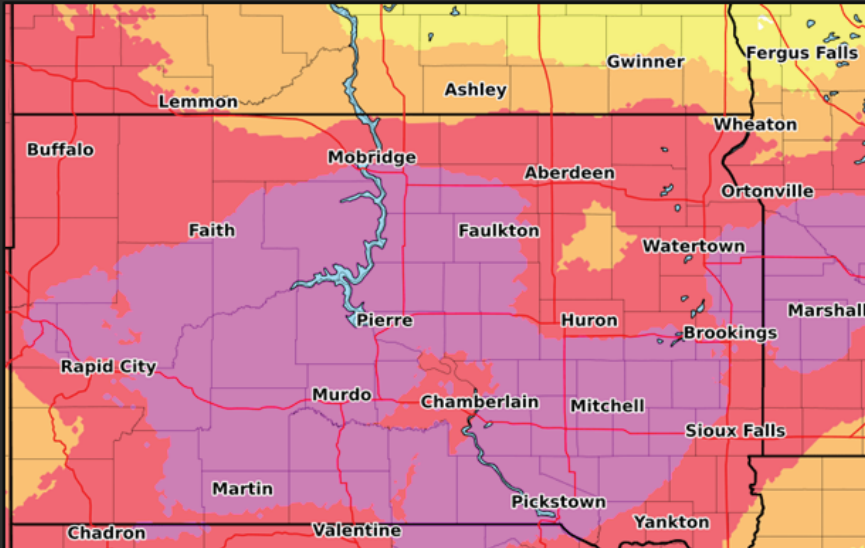 Fergus Falls
Gwinner
Ashley
Lemmon
Wheaton
Buffalo
Mobridge
Aberdeen
Ortonville
Faith
Faulkton
Watertown
Marshall
Pierre
Huron
Brookings
Rapid City
Murdo
Chamberlain
Mitchell
Sioux Falls
Martin
Pickstown
Yankton
Chadron
Valentine